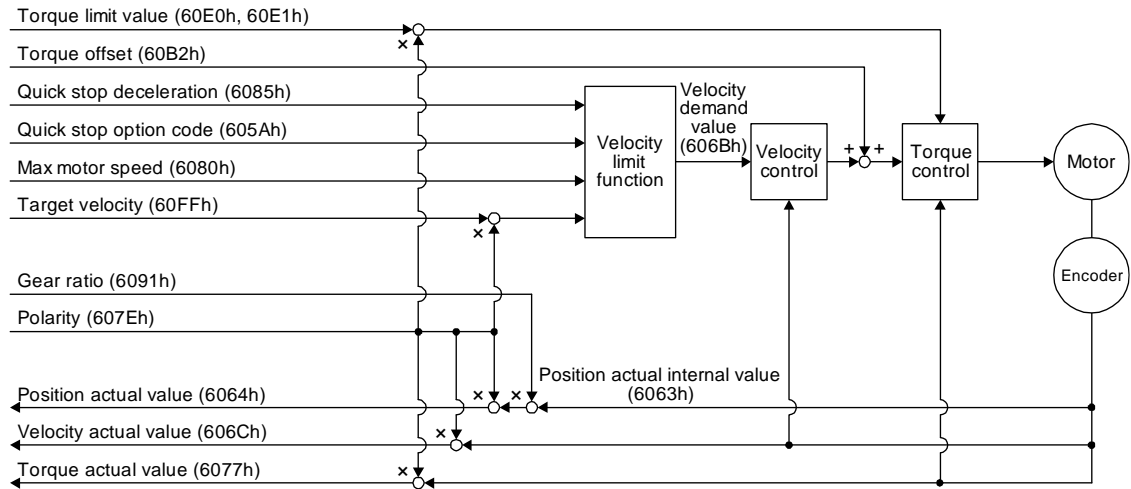 Torque limit value (60E0h, 60E1h)
×
Torque offset (60B2h)
Quick stop deceleration (6085h)
Quick stop option code (605Ah)
Max motor speed (6080h)
Target velocity (60FFh)
×
Velocity
limit
function
Velocity
demand
value
(606Bh)
Velocity
control
+ +
Torque
control
Motor
Encoder
Gear ratio (6091h)
Polarity (607Eh)
Position actual internal value
(6063h)
Position actual value (6064h)
× ×
Velocity actual value (606Ch)
×
Torque actual value (6077h)
×